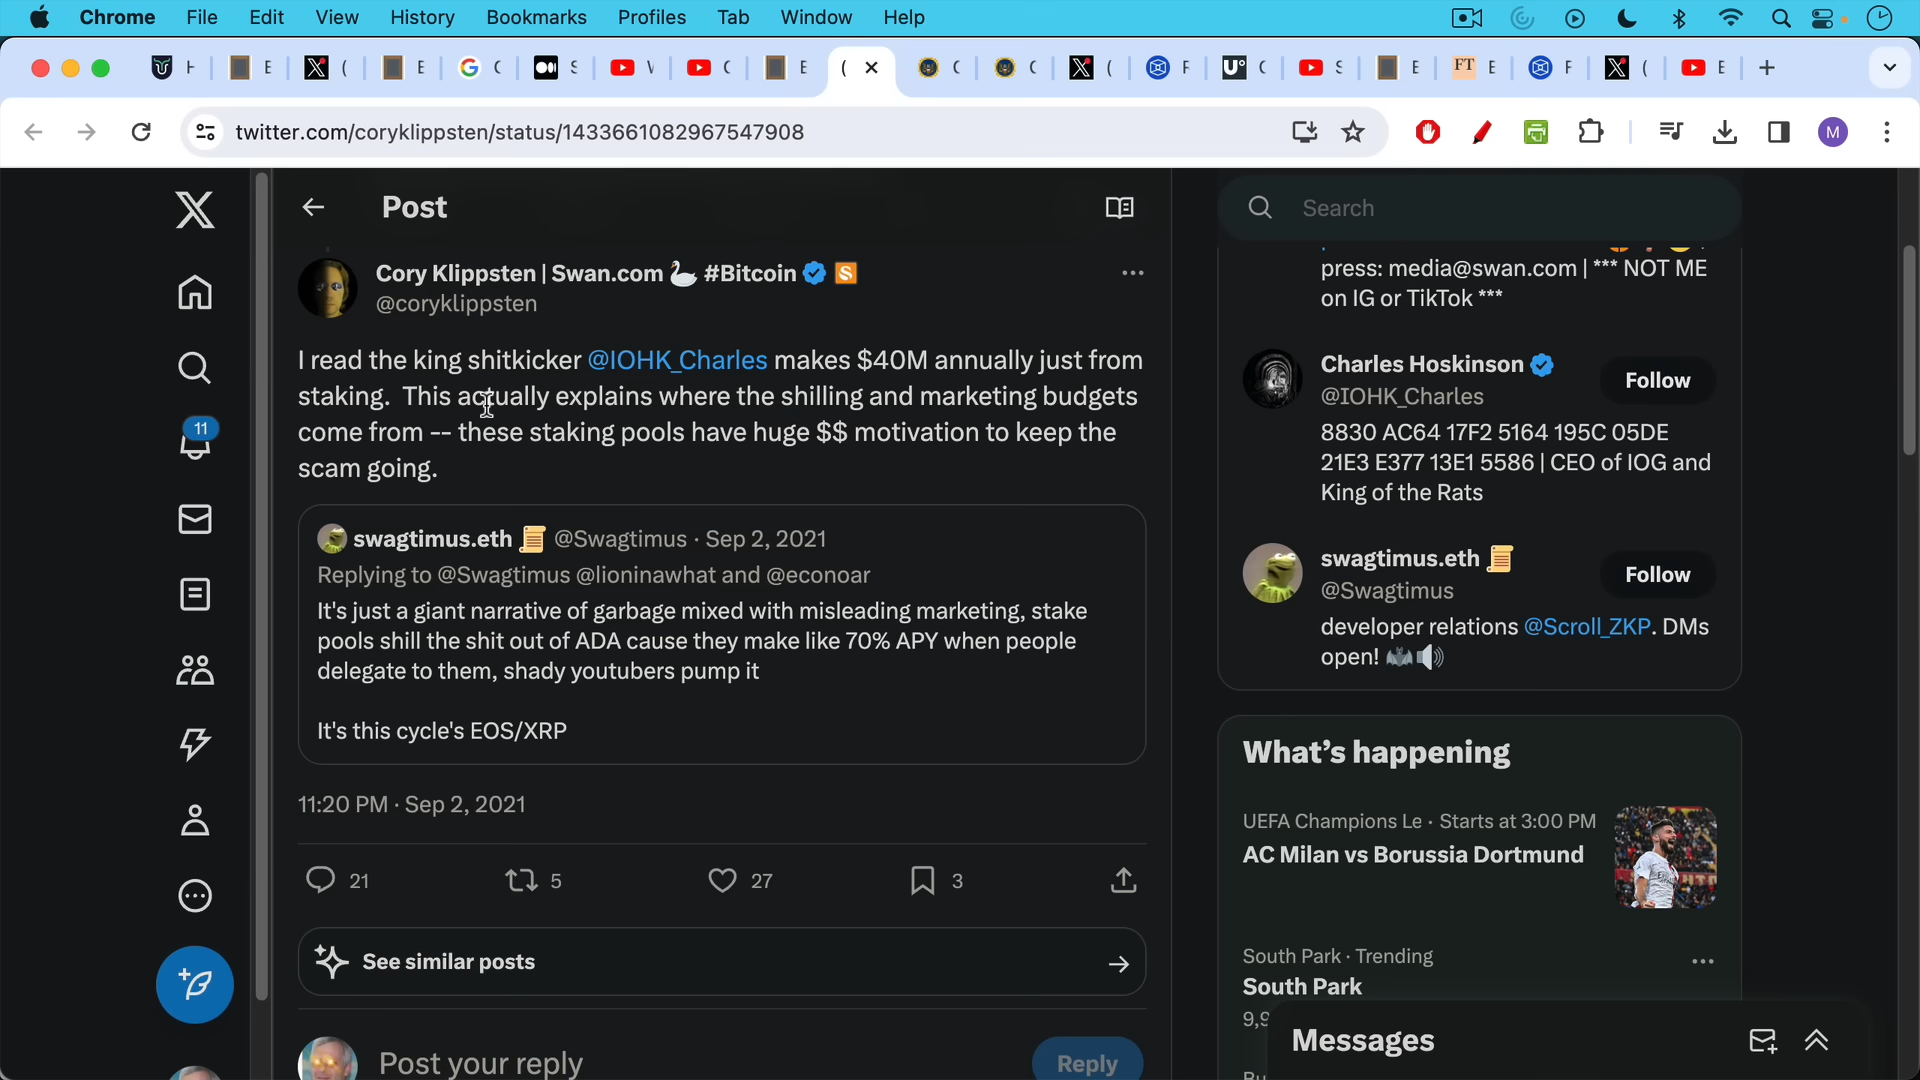 Chrome File Edit View History Bookmarks Profiles Tab Window Help
H E ( E G C S V C E ( C C X ( F U° C S E FT E F ( E
twitter.com/coryklippsten/status/1433661082967547908
M
Post
Search
Cory Klippsten | Swan.com 🦢 #Bitcoin S
@coryklippsten
I read the king shitkicker @IOHK_Charles makes $40M annually just from
staking. This actually explains where the shilling and marketing budgets
come from -- these staking pools have huge $$ motivation to keep the
scam going.
swagtimus.eth 📜 @Swagtimus · Sep 2, 2021
Replying to @Swagtimus @lioninawhat and @econoar
It's just a giant narrative of garbage mixed with misleading marketing, stake
pools shill the shit out of ADA cause they make like 70% APY when people
delegate to them, shady youtubers pump it
It's this cycle's EOS/XRP
11:20 PM · Sep 2, 2021
21 5 27 3
See similar posts
Post your reply
Reply
11
press: media@swan.com | *** NOT ME
on IG or TikTok ***
Charles Hoskinson
@IOHK_Charles
Follow
8830 AC64 17F2 5164 195C 05DE
21E3 E377 13E1 5586 | CEO of IOG and
King of the Rats
swagtimus.eth 📜
@Swagtimus
Follow
developer relations @Scroll_ZKP. DMs
open! 🦇🔊
What's happening
UEFA Champions Le · Starts at 3:00 PM
AC Milan vs Borussia Dortmund
South Park · Trending
South Park
9,9
Messages